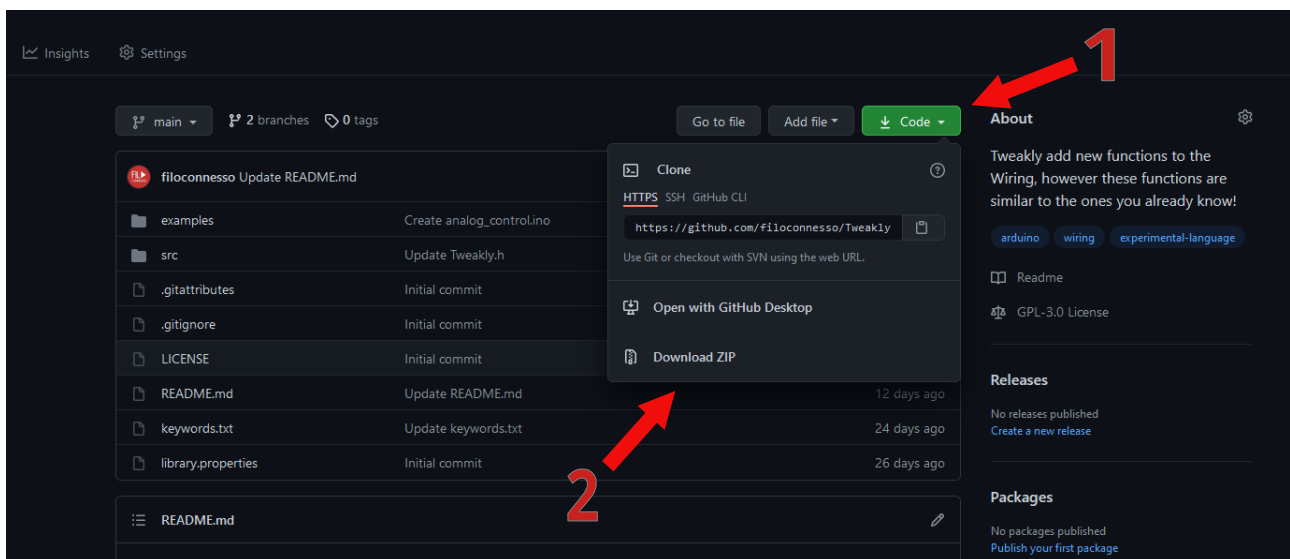 Insights Settings
1
main 2 branches 0 tags Go to file Add file Code
About
Tweakly add new functions to the
Wiring, however these functions are
similar to the ones you already know!
arduino wiring experimental-language
Readme
GPL-3.0 License
Releases
No releases published
Create a new release
Packages
No packages published
Publish your first package
FILO
filoconnesso Update README.md
examples Create analog_control.ino
src Update Tweakly.h
.gitattributes Initial commit
.gitignore Initial commit
LICENSE Initial commit
README.md Update README.md 12 days ago
keywords.txt Update keywords.txt 24 days ago
library.properties Initial commit 26 days ago
Clone
HTTPS SSH GitHub CLI
https://github.com/filoconnesso/Tweakly
Use Git or checkout with SVN using the web URL.
Open with GitHub Desktop
Download ZIP
2
README.md